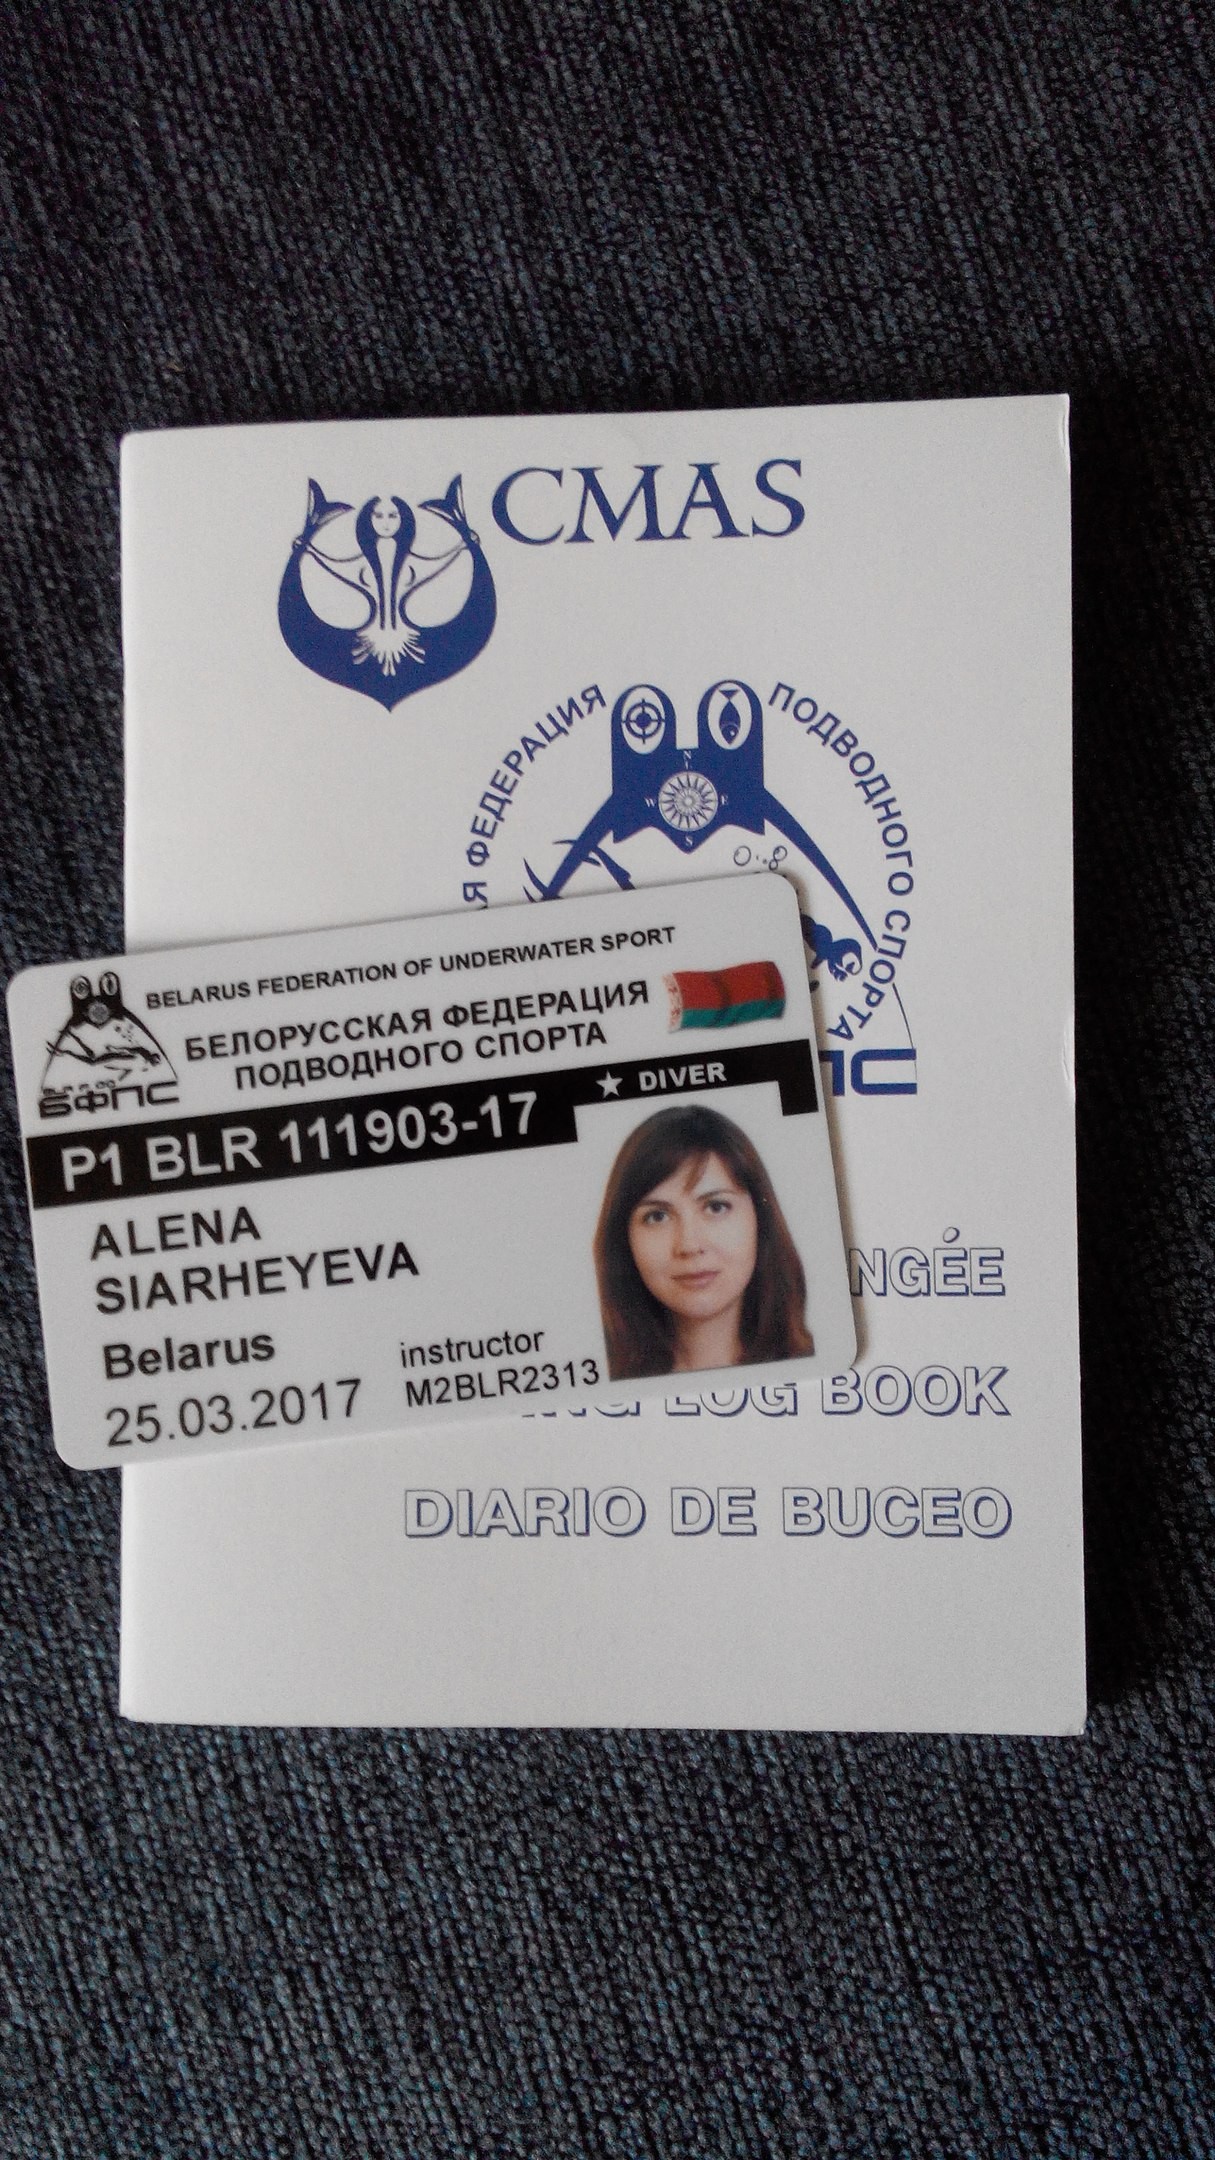 CMAS
ФЕДЕРАЦИЯ ПОДВОДНОГО СПОРТА
N
W E
S
BELARUS FEDERATION OF UNDERWATER SPORT
БЕЛОРУССКАЯ ФЕДЕРАЦИЯ
ПОДВОДНОГО СПОРТА
БФПС
★ DIVER
P1 BLR 111903-17
ALENA
SIARHEYEVA
Belarus
25.03.2017
instructor
M2BLR2313
NGÉE
LOG BOOK
DIARIO DE BUCEO